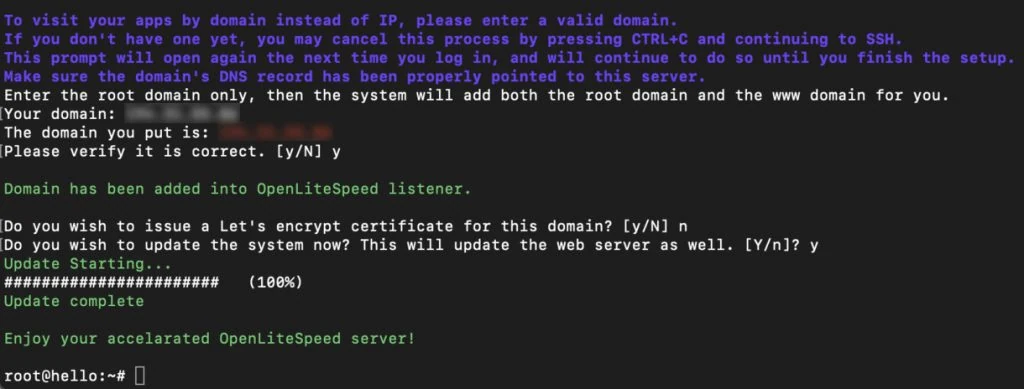 To visit your apps by domain instead of IP, please enter a valid domain.
If you don't have one yet, you may cancel this process by pressing CTRL+C and continuing to SSH.
This prompt will open again the next time you log in, and will continue to do so until you finish the setup.
Make sure the domain's DNS record has been properly pointed to this server.
Enter the root domain only, then the system will add both the root domain and the www domain for you.
[Your domain:
The domain you put is:
[Please verify it is correct. [y/N] y
Domain has been added into OpenLiteSpeed listener.
[Do you wish to issue a Let's encrypt certificate for this domain? [y/N] n
[Do you wish to update the system now? This will update the web server as well. [Y/n]? y
Update Starting...
####################### (100%)
Update complete
Enjoy your accelarated OpenLiteSpeed server!
root@hello:~#